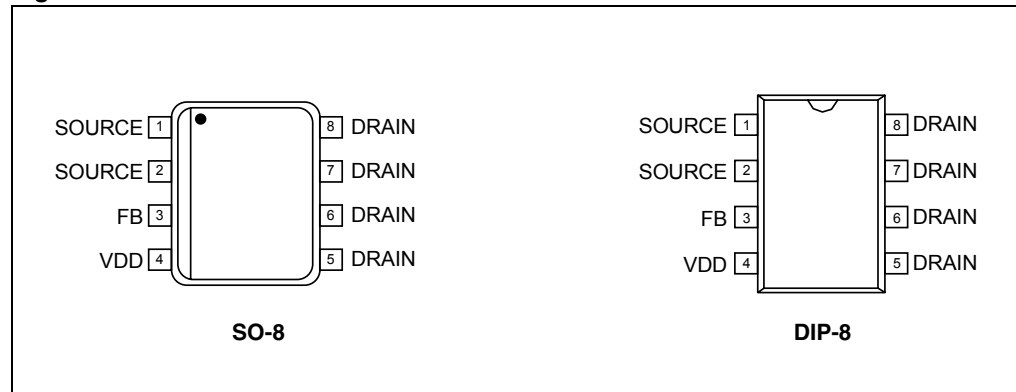 SOURCE 1 8 DRAIN
SOURCE 2 7 DRAIN
FB 3 6 DRAIN
VDD 4 5 DRAIN
SO-8
SOURCE 1 8 DRAIN
SOURCE 2 7 DRAIN
FB 3 6 DRAIN
VDD 4 5 DRAIN
DIP-8